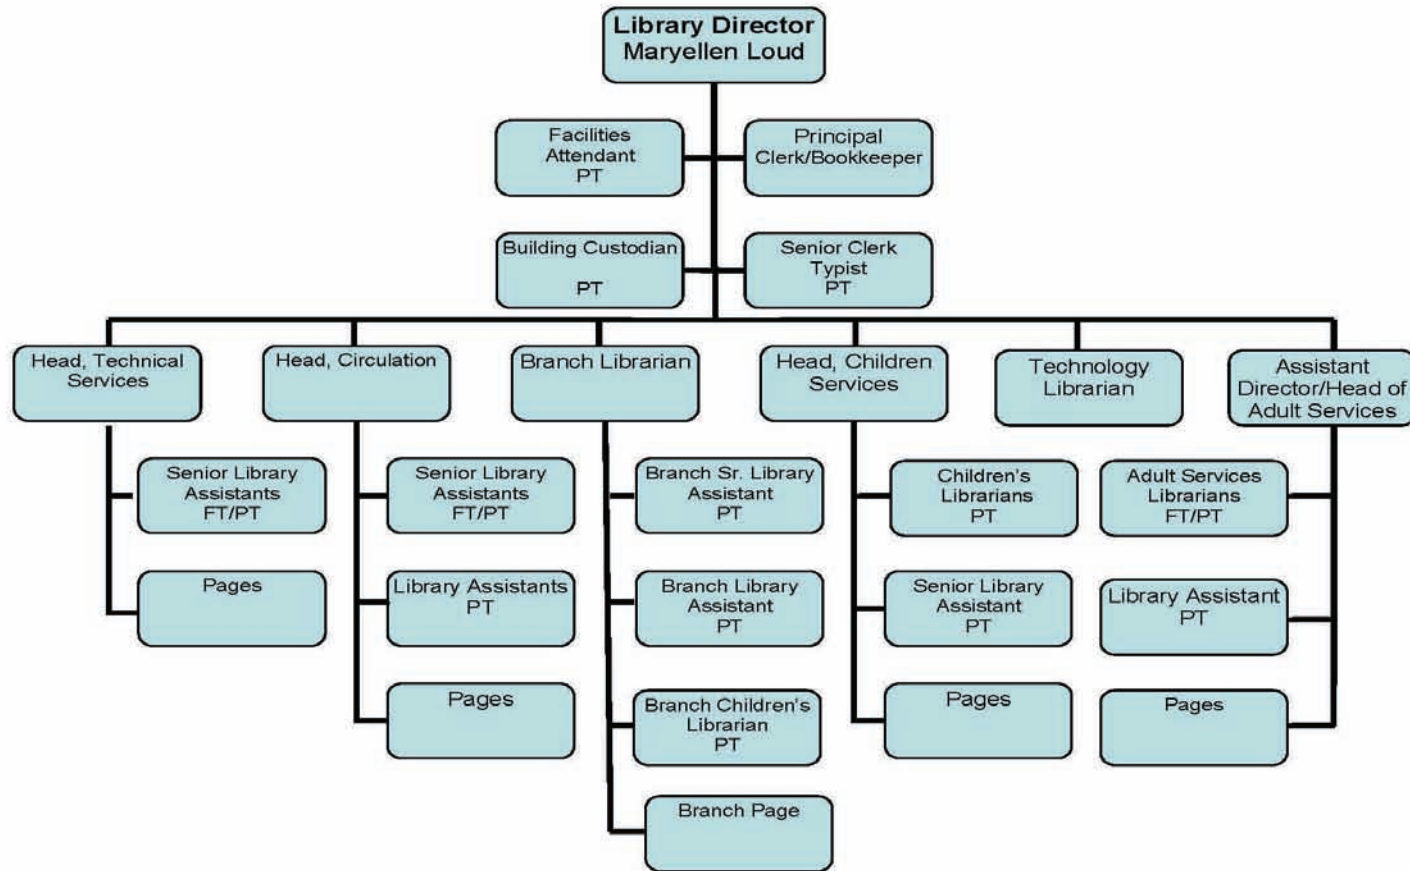 Library Director
Maryellen Loud
Facilities
Attendant
PT
Principal
Clerk/Bookkeeper
Building Custodian
PT
Senior Clerk
Typist
PT
Head, Technical
Services
Head, Circulation
Branch Librarian
Head, Children
Services
Technology
Librarian
Assistant
Director/Head of
Adult Services
Senior Library
Assistants
FT/PT
Senior Library
Assistants
FT/PT
Branch Sr. Library
Assistant
PT
Children's
Librarians
PT
Adult Services
Librarians
FT/PT
Pages
Library Assistants
PT
Branch Library
Assistant
PT
Senior Library
Assistant
PT
Library Assistant
PT
Pages
Branch Children's
Librarian
PT
Pages
Pages
Branch Page